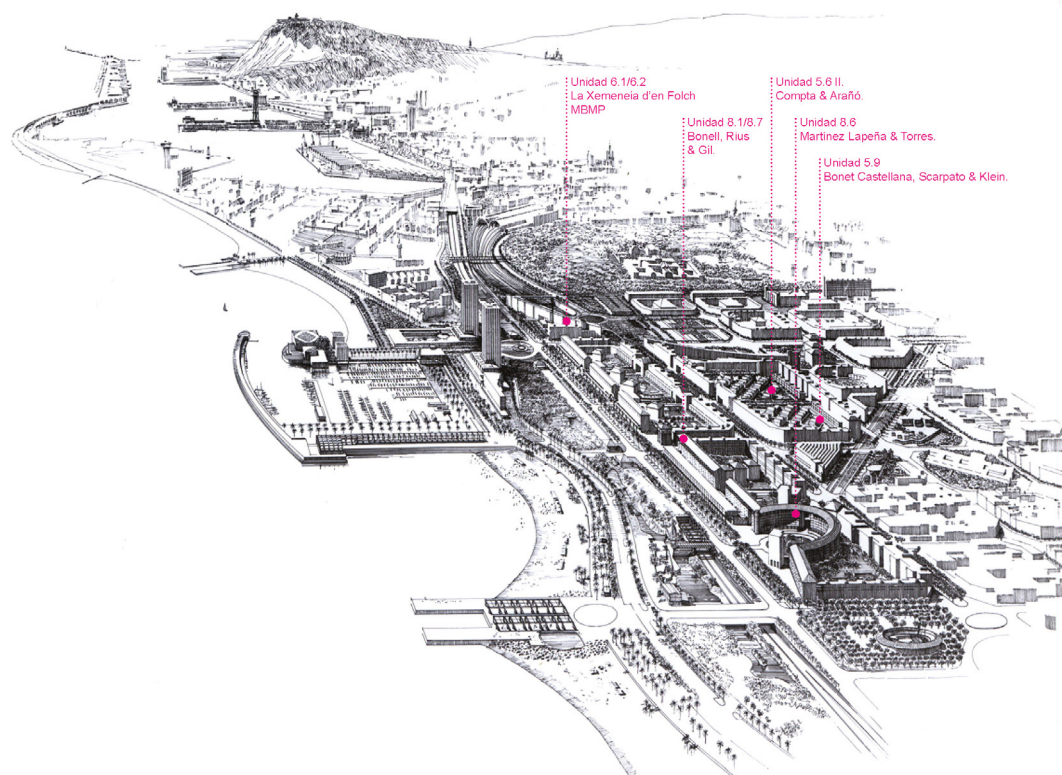 Unidad 6.1/6.2
La Xemeneia d'en Folch
MBMP
Unidad 8.1/8.7
Bonell, Rius
& Gil.
Unidad 5.6 II.
Compta & Arañó.
Unidad 8.6
Martinez Lapeña & Torres.
Unidad 5.9
Bonet Castellana, Scarpato & Klein.